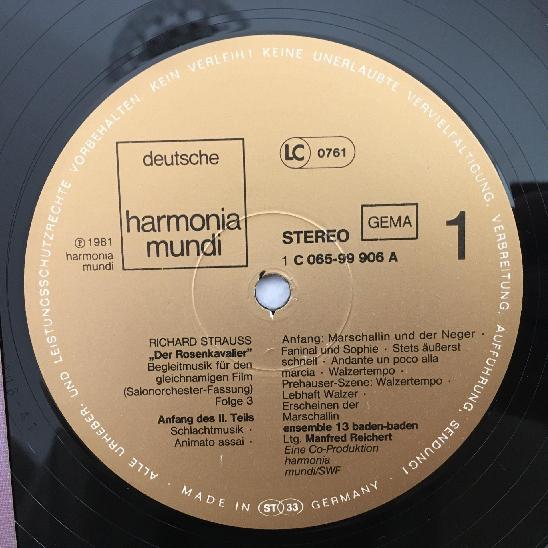 ALLE URHEBER- UND LEISTUNGSSCHUTZRECHTE VORBEHALTEN. KEIN VERLEIH! KEINE UNERLAUBTE VERVIELFÄLTIGUNG, VERBREITUNG, AUFFÜHRUNG, SENDUNG!
deutsche
harmonia
mundi
LC 0761
℗ 1981
harmonia
mundi
STEREO
GEMA
1
1 C 065-99 906 A
RICHARD STRAUSS
„Der Rosenkavalier"
Begleitmusik für den
gleichnamigen Film
(Salonorchester-Fassung)
Folge 3
Anfang des II. Teils
Schlachtmusik ·
Animato assai ·
Anfang: Marschallin und der Neger ·
Faninal und Sophie · Stets äußerst
schnell · Andante un poco alla
marcia · Walzertempo ·
Prehauser-Szene: Walzertempo ·
Lebhaft Walzer ·
Erscheinen der
Marschallin
ensemble 13 baden-baden
Ltg. Manfred Reichert
Eine Co-Produktion
harmonia
mundi/SWF
· MADE IN ST 33 GERMANY ·